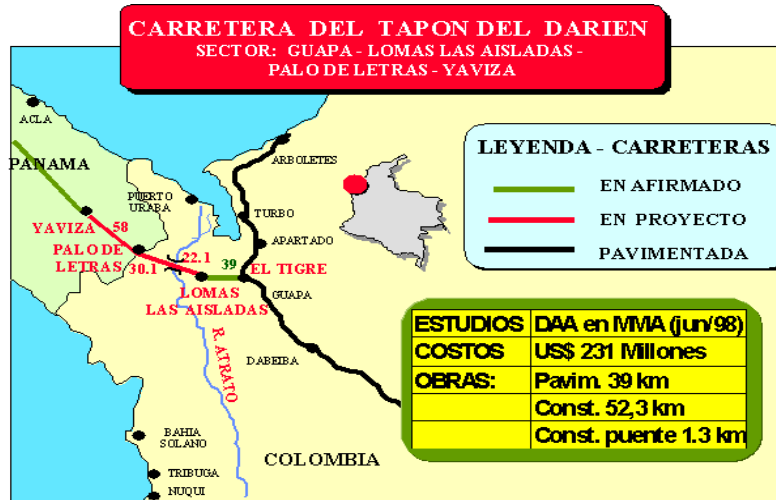 CARRETERA DEL TAPON DEL DARIEN
SECTOR: GUAPA - LOMAS LAS AISLADAS -
PALO DE LETRAS - YAVIZA
ACLA
PANAMA
PUERTO
URABA
ARBOLETES
TURBO
APARTADO
YAVIZA
58
PALO DE
LETRAS
30.1
22.1
39
EL TIGRE
LOMAS
LAS AISLADAS
GUAPA
R. ATRATO
DABEIBA
BAHIA
SOLANO
TRIBUGA
NUQUI
COLOMBIA
LEYENDA - CARRETERAS
EN AFIRMADO
EN PROYECTO
PAVIMENTADA
ESTUDIOS DAA en MMA (jun/98)
COSTOS US$ 231 Millones
OBRAS: Pavim. 39 km
Const. 52,3 km
Const. puente 1.3 km